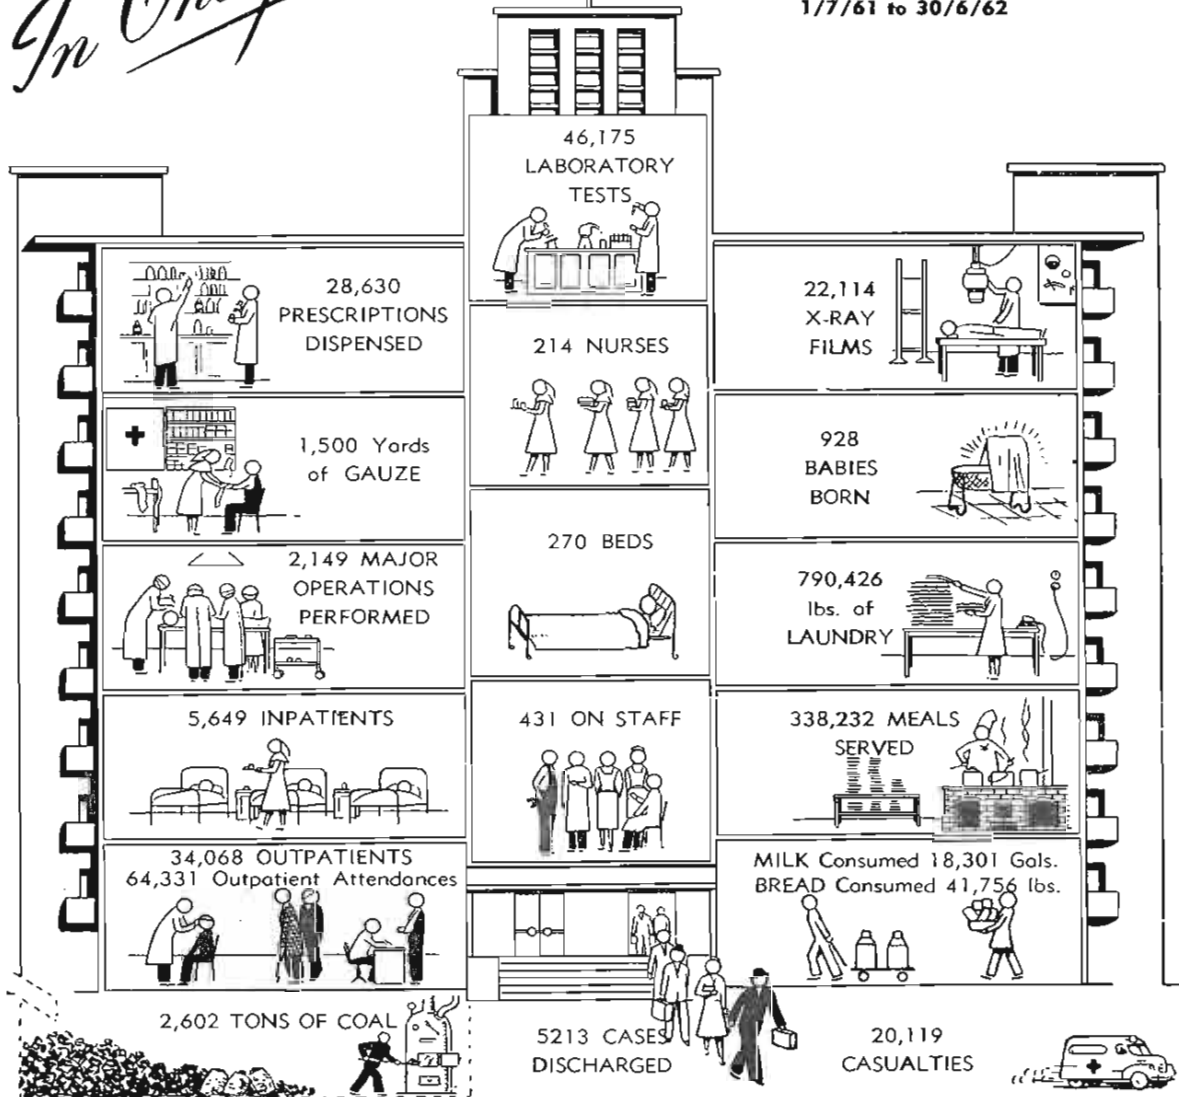 In
1/7/61 to 30/6/62
46,175
LABORATORY
TESTS
28,630
PRESCRIPTIONS
DISPENSED
214 NURSES
22,114
X-RAY
FILMS
1,500 Yards
of GAUZE
928
BABIES
BORN
2,149 MAJOR
OPERATIONS
PERFORMED
270 BEDS
790,426
lbs. of
LAUNDRY
5,649 INPATIENTS
431 ON STAFF
338,232 MEALS
SERVED
34,068 OUTPATIENTS
64,331 Outpatient Attendances
MILK Consumed 18,301 Gals.
BREAD Consumed 41,756 lbs.
2,602 TONS OF COAL
5213 CASES
DISCHARGED
20,119
CASUALTIES